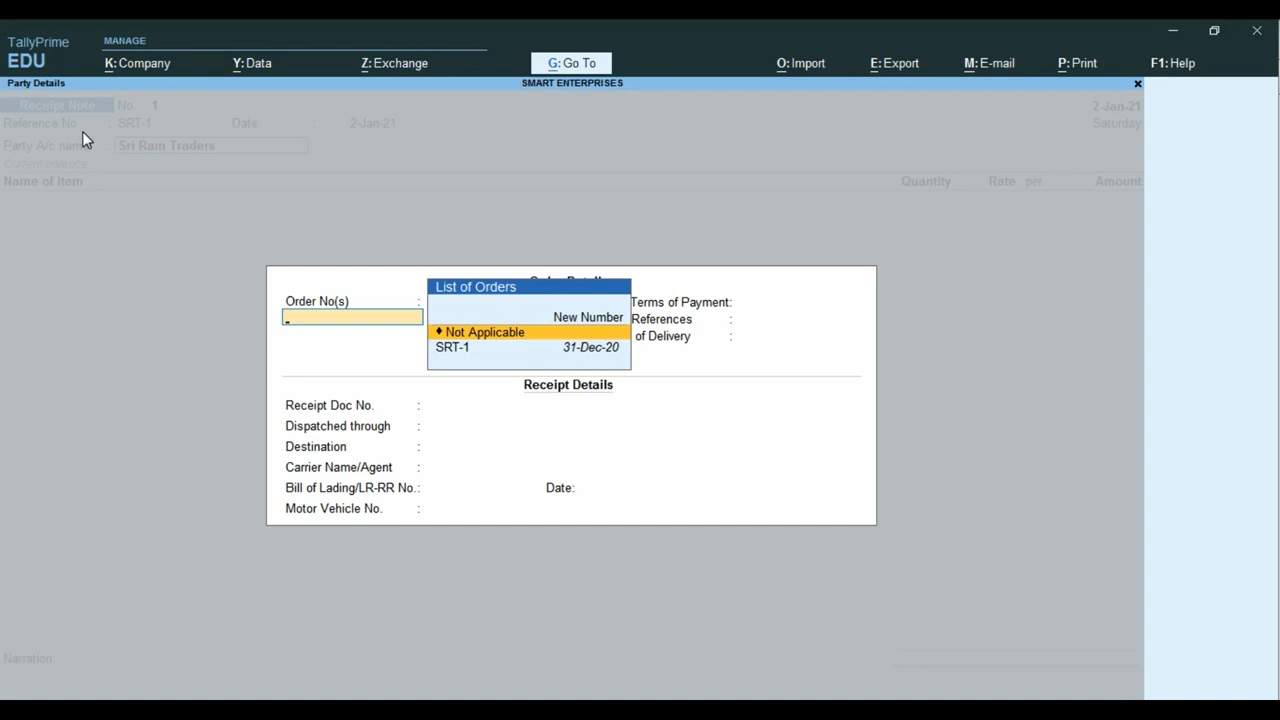 TallyPrime MANAGE
EDU K: Company Y: Data Z: Exchange G: Go To O: Import E: Export M: E-mail P: Print F1: Help
Party Details SMART ENTERPRISES ×
Receipt Note No. 1 2-Jan-21
Reference No. : SRT-1 Date : 2-Jan-21 Saturday
Party A/c name : Sri Ram Traders
Current balance :
Name of Item Quantity Rate per Amount
List of Orders
Order No(s) : Terms of Payment:
New Number References :
♦ Not Applicable of Delivery :
SRT-1 31-Dec-20
Receipt Details
Receipt Doc No. :
Dispatched through :
Destination :
Carrier Name/Agent :
Bill of Lading/LR-RR No.: Date:
Motor Vehicle No. :
Narration: